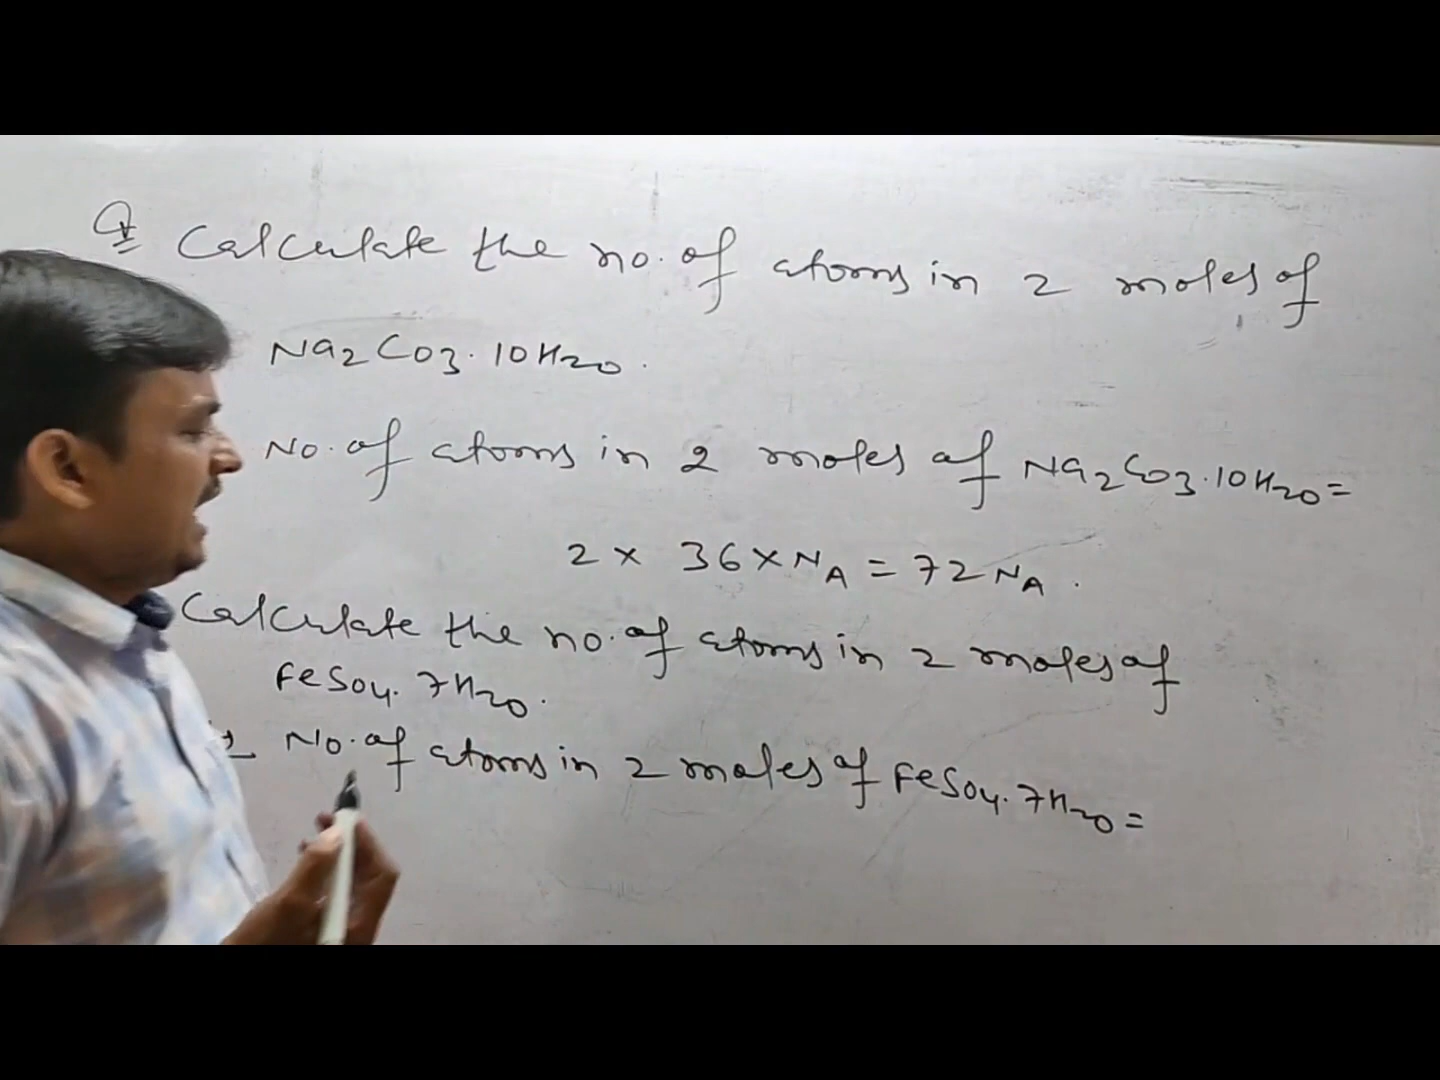 Q Calculate the no. of atoms in 2 moles of
Na2CO3.10H2O.
No. of atoms in 2 moles of Na2CO3.10H2O=
2 x 36 x NA = 72 NA.
Calculate the no. of atoms in 2 moles of
FeSO4.7H2O.
No. of atoms in 2 moles of FeSO4.7H2O=